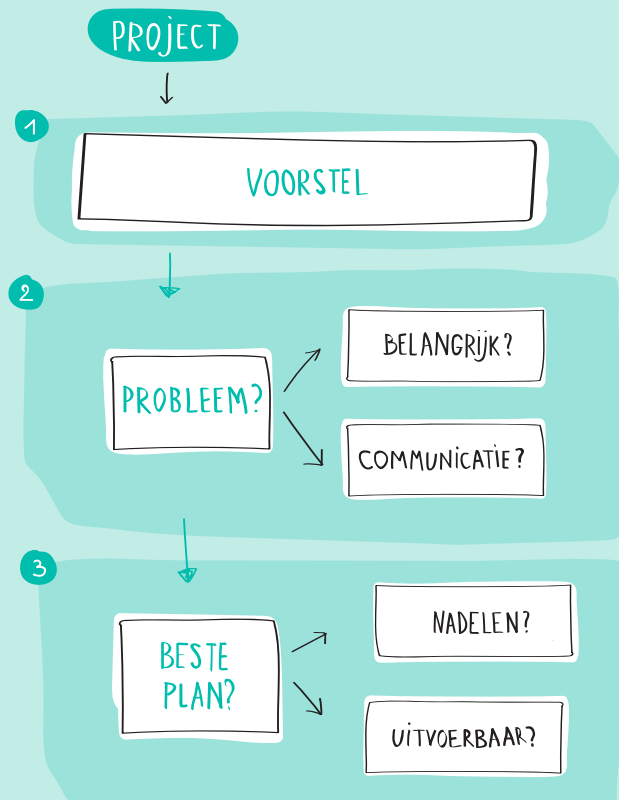 PROJECT
1
VOORSTEL
2
PROBLEEM?
BELANGRIJK?
COMMUNICATIE?
3
BESTE
PLAN?
NADELEN?
UITVOERBAAR?